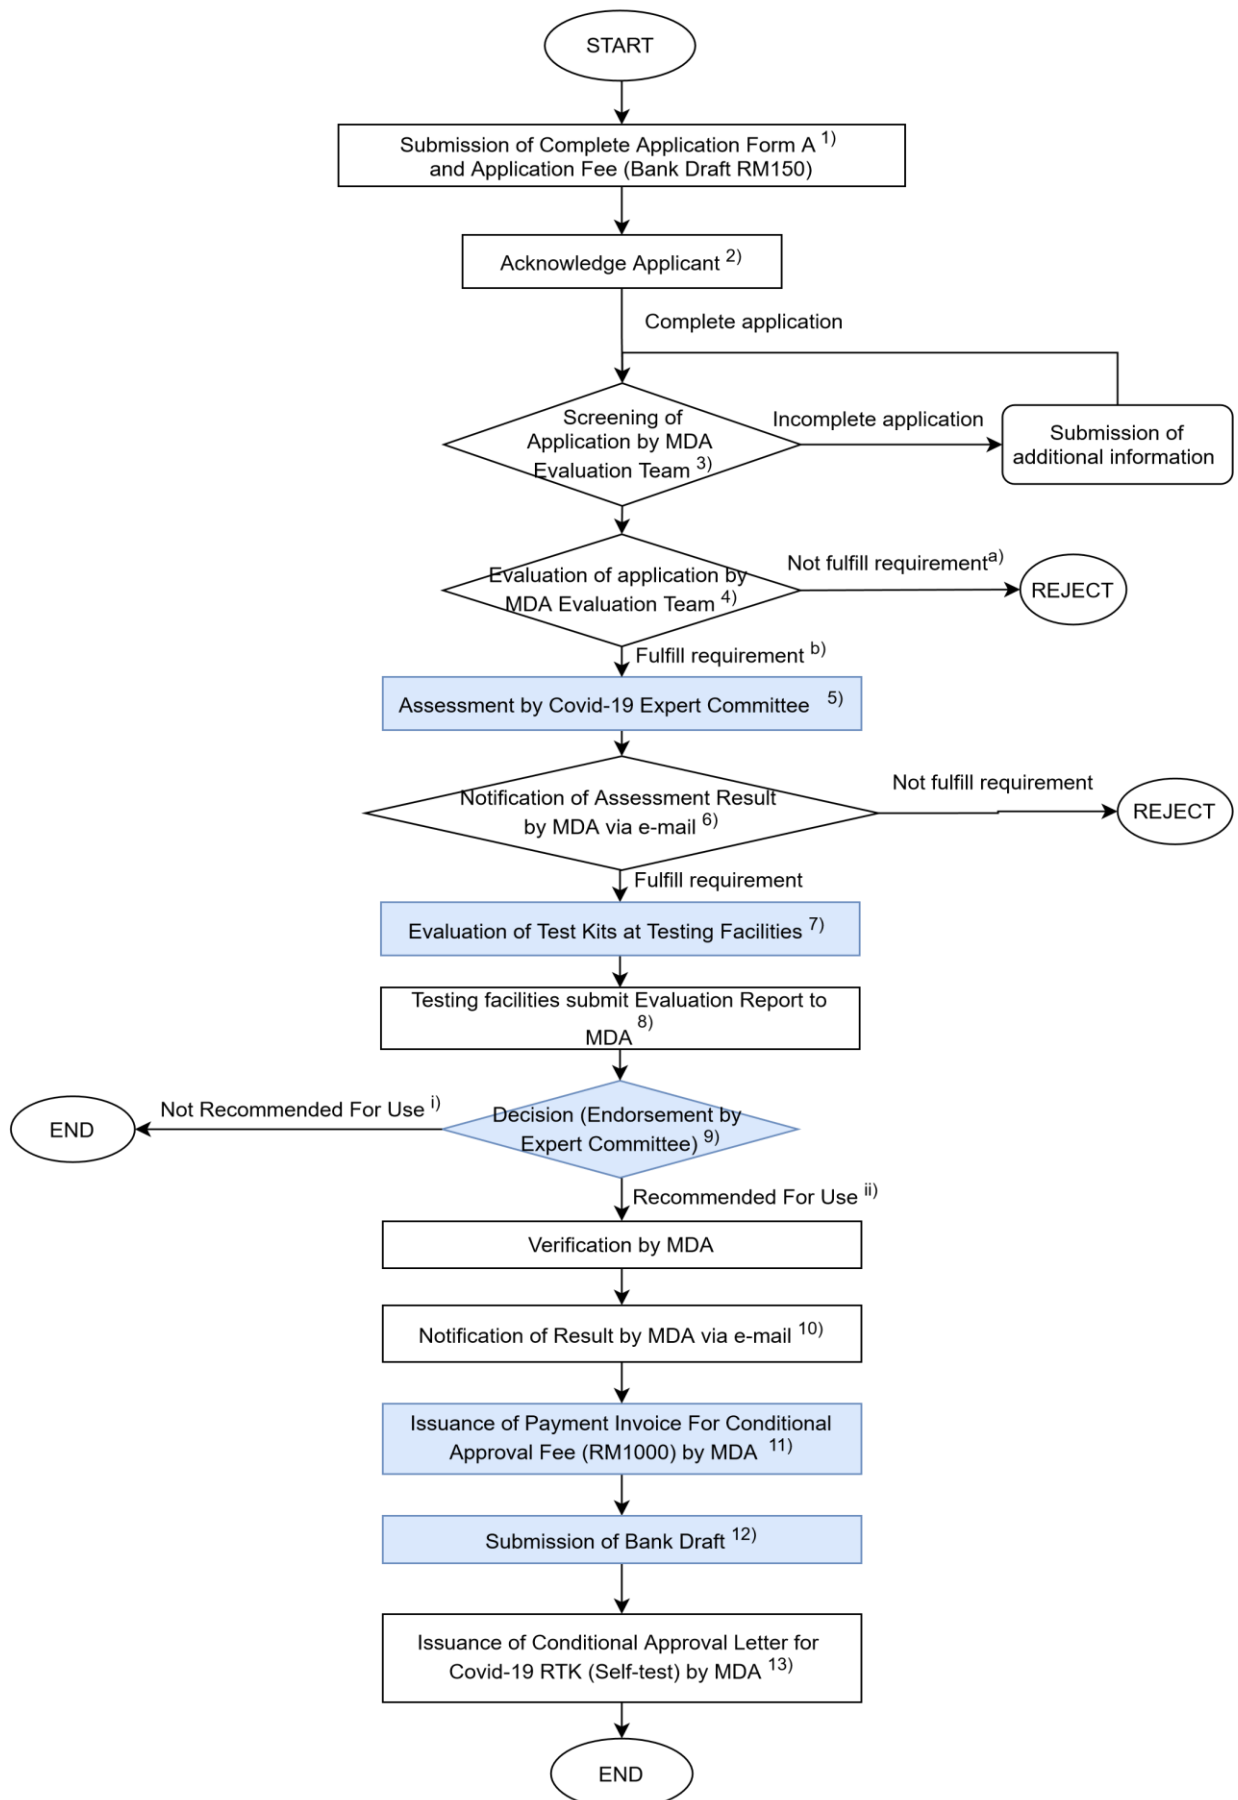 START
Submission of Complete Application Form A 1)
and Application Fee (Bank Draft RM150)
Acknowledge Applicant 2)
Complete application
Screening of
Application by MDA
Evaluation Team 3)
Incomplete application
Submission of
additional information
Evaluation of application by
MDA Evaluation Team 4)
Not fulfill requirement a)
REJECT
Fulfill requirement b)
Assessment by Covid-19 Expert Committee 5)
Notification of Assessment Result
by MDA via e-mail 6)
Not fulfill requirement
REJECT
Fulfill requirement
Evaluation of Test Kits at Testing Facilities 7)
Testing facilities submit Evaluation Report to
MDA 8)
Decision (Endorsement by
Expert Committee) 9)
Not Recommended For Use i)
END
Recommended For Use ii)
Verification by MDA
Notification of Result by MDA via e-mail 10)
Issuance of Payment Invoice For Conditional
Approval Fee (RM1000) by MDA 11)
Submission of Bank Draft 12)
Issuance of Conditional Approval Letter for
Covid-19 RTK (Self-test) by MDA 13)
END